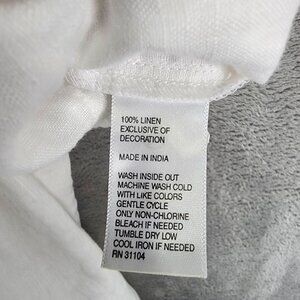 100% LINEN
EXCLUSIVE OF
DECORATION
MADE IN INDIA
WASH INSIDE OUT
MACHINE WASH COLD
WITH LIKE COLORS
GENTLE CYCLE
ONLY NON-CHLORINE
BLEACH IF NEEDED
TUMBLE DRY LOW
COOL IRON IF NEEDED
RN 31104